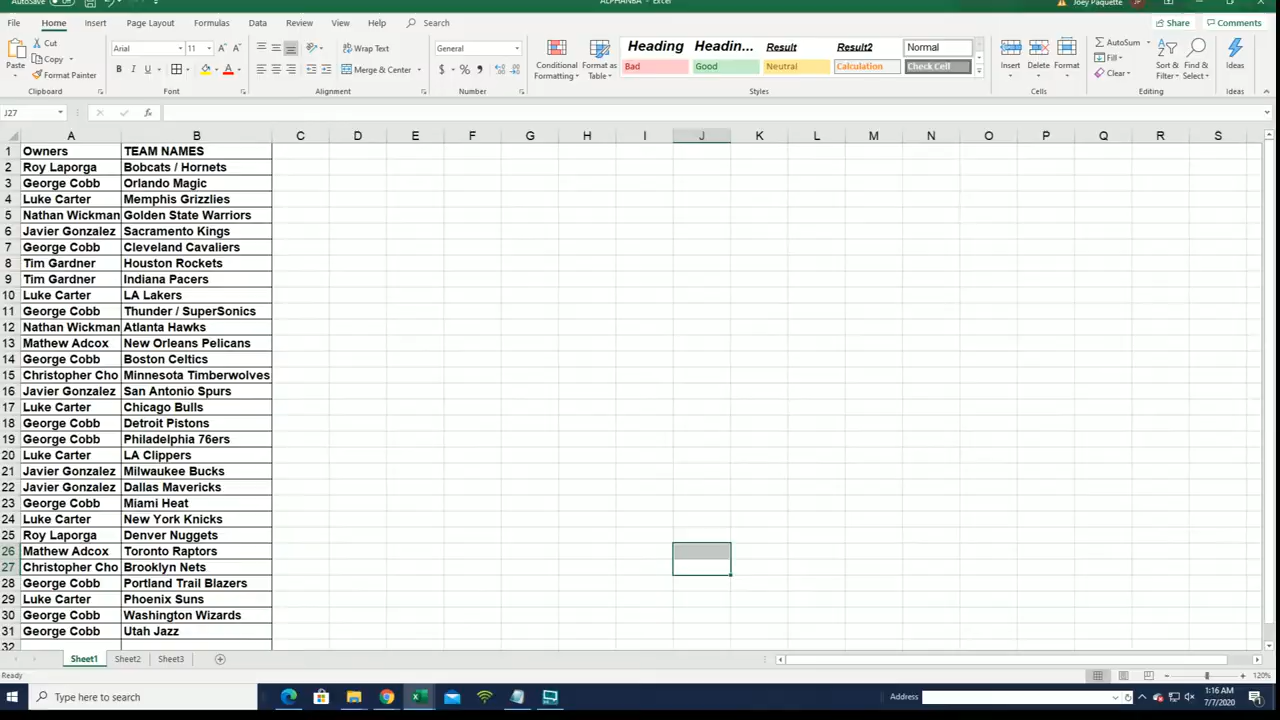 AutoSave Off ALPHANBA - Excel Joey Paquette JP
File Home Insert Page Layout Formulas Data Review View Help Search Share Comments
Paste Cut Copy Format Painter Clipboard
Arial 11 A A B I U A Font
Wrap Text Merge & Center Alignment
General $ % , Number
Conditional Formatting Format as Table
Heading Headin... Result Result2 Normal
Bad Good Neutral Calculation Check Cell
Styles
Insert Delete Format Cells
AutoSum Fill Clear Sort & Filter Find & Select Editing
Ideas Ideas
J27 fx
A B C D E F G H I J K L M N O P Q R S
1 Owners TEAM NAMES
2 Roy Laporga Bobcats / Hornets
3 George Cobb Orlando Magic
4 Luke Carter Memphis Grizzlies
5 Nathan Wickman Golden State Warriors
6 Javier Gonzalez Sacramento Kings
7 George Cobb Cleveland Cavaliers
8 Tim Gardner Houston Rockets
9 Tim Gardner Indiana Pacers
10 Luke Carter LA Lakers
11 George Cobb Thunder / SuperSonics
12 Nathan Wickman Atlanta Hawks
13 Mathew Adcox New Orleans Pelicans
14 George Cobb Boston Celtics
15 Christopher Cho Minnesota Timberwolves
16 Javier Gonzalez San Antonio Spurs
17 Luke Carter Chicago Bulls
18 George Cobb Detroit Pistons
19 George Cobb Philadelphia 76ers
20 Luke Carter LA Clippers
21 Javier Gonzalez Milwaukee Bucks
22 Javier Gonzalez Dallas Mavericks
23 George Cobb Miami Heat
24 Luke Carter New York Knicks
25 Roy Laporga Denver Nuggets
26 Mathew Adcox Toronto Raptors
27 Christopher Cho Brooklyn Nets
28 George Cobb Portland Trail Blazers
29 Luke Carter Phoenix Suns
30 George Cobb Washington Wizards
31 George Cobb Utah Jazz
32
Sheet1 Sheet2 Sheet3
Ready 120%
Type here to search Address 1:16 AM
7/7/2020